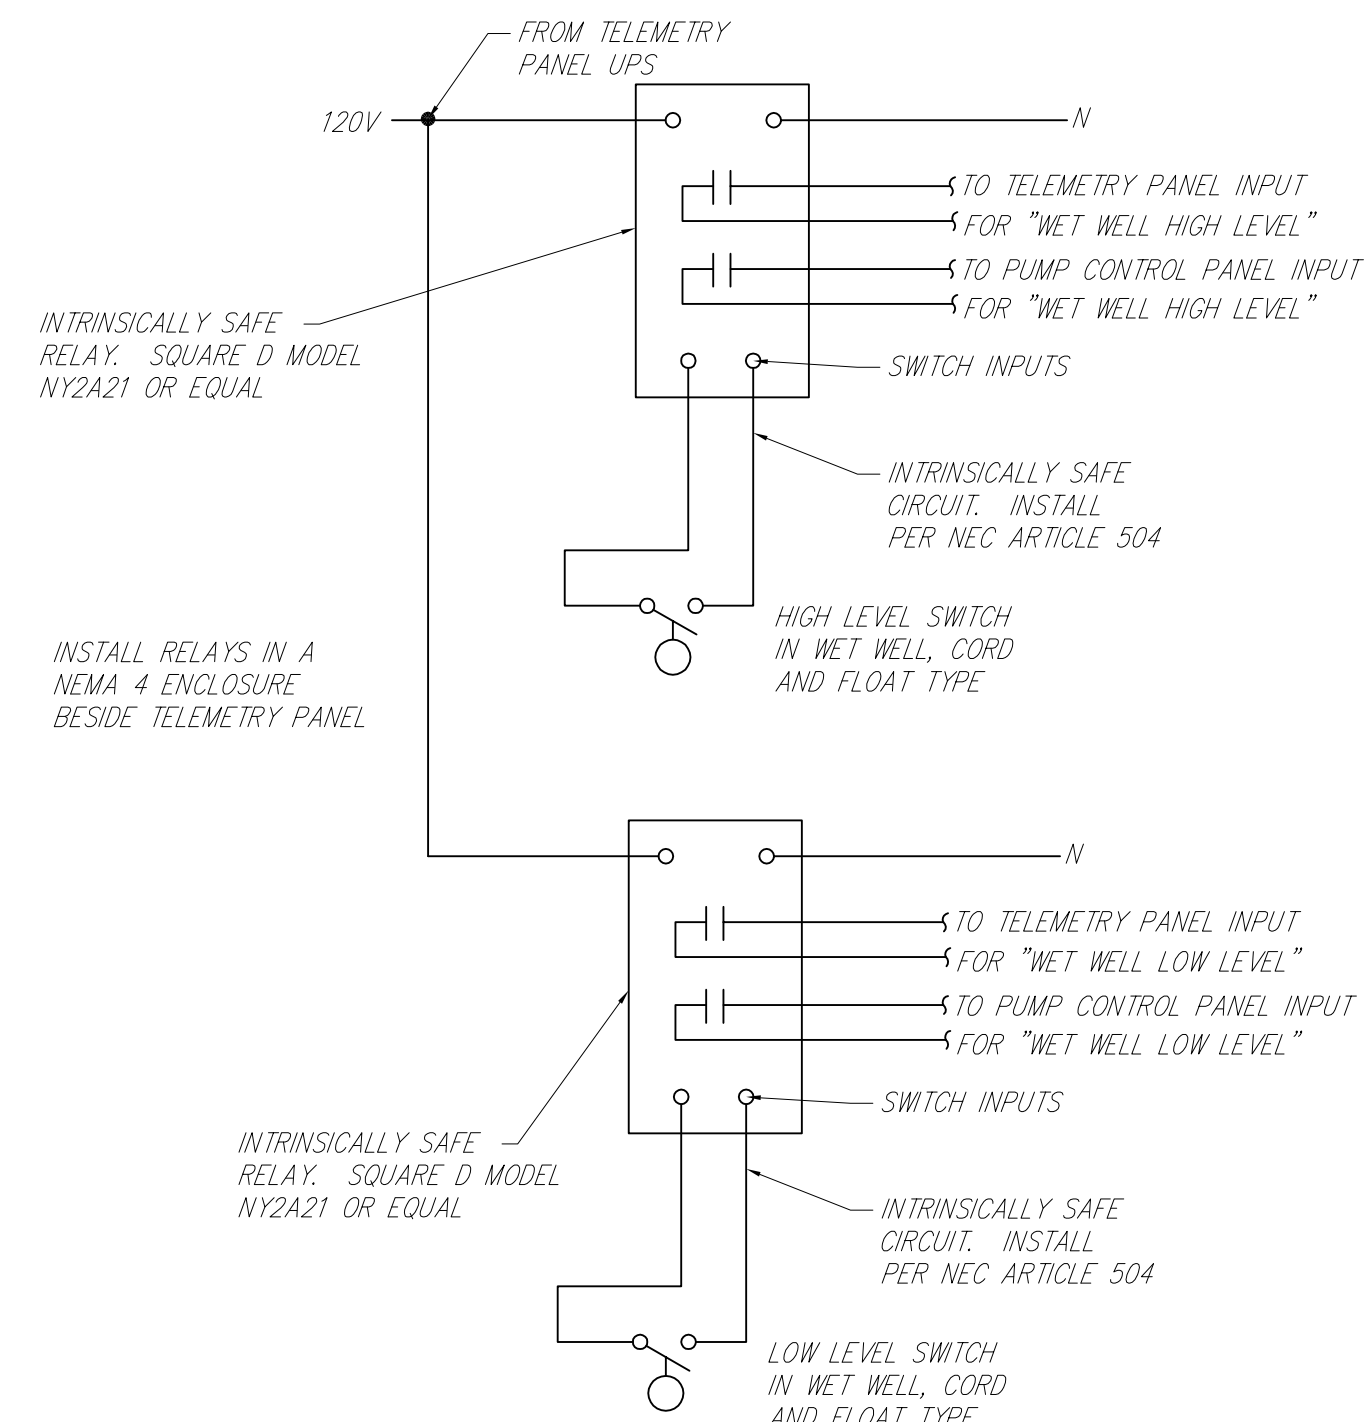 FROM TELEMETRY
PANEL UPS
120V
N
TO TELEMETRY PANEL INPUT
FOR "WET WELL HIGH LEVEL"
TO PUMP CONTROL PANEL INPUT
FOR "WET WELL HIGH LEVEL"
INTRINSICALLY SAFE
RELAY. SQUARE D MODEL
NY2A21 OR EQUAL
SWITCH INPUTS
INTRINSICALLY SAFE
CIRCUIT. INSTALL
PER NEC ARTICLE 504
HIGH LEVEL SWITCH
IN WET WELL, CORD
AND FLOAT TYPE
INSTALL RELAYS IN A
NEMA 4 ENCLOSURE
BESIDE TELEMETRY PANEL
N
TO TELEMETRY PANEL INPUT
FOR "WET WELL LOW LEVEL"
TO PUMP CONTROL PANEL INPUT
FOR "WET WELL LOW LEVEL"
SWITCH INPUTS
INTRINSICALLY SAFE
RELAY. SQUARE D MODEL
NY2A21 OR EQUAL
INTRINSICALLY SAFE
CIRCUIT. INSTALL
PER NEC ARTICLE 504
LOW LEVEL SWITCH
IN WET WELL, CORD
AND FLOAT TYPE